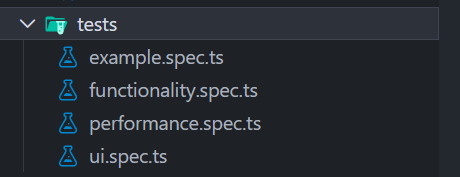 tests
example.spec.ts
functionality.spec.ts
performance.spec.ts
ui.spec.ts